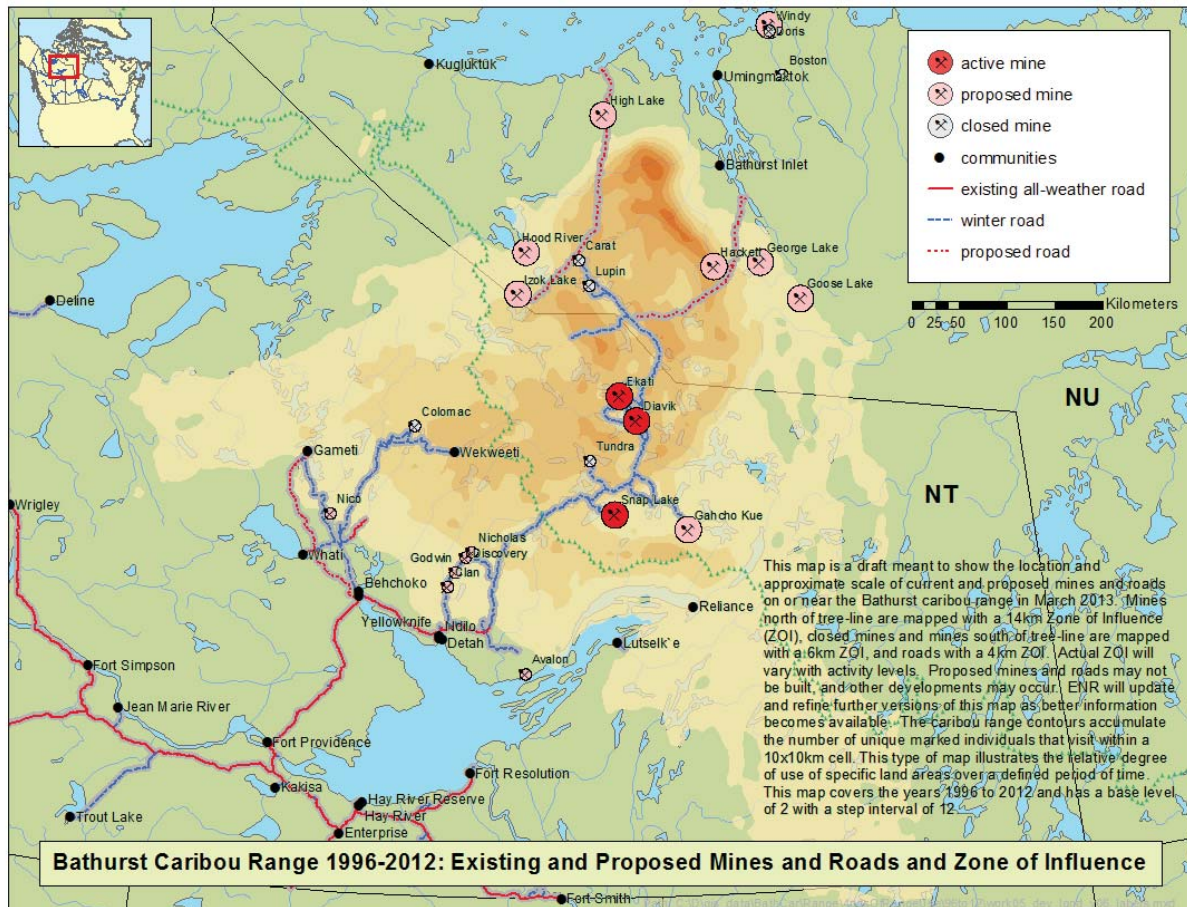 Windy
Doris
Boston
Kugluktuk
Umingmaktok
High Lake
Bathurst Inlet
active mine
proposed mine
closed mine
communities
existing all-weather road
winter road
proposed road
Hood River
Carat
Lupin
Izok Lake
Hackett
George Lake
Goose Lake
Kilometers
0 25 50 100 150 200
Deline
Ekati
Diavik
NU
NT
Colomac
Gameti
Wekweeti
Tundra
Nico
Wrigley
Snap Lake
Gahcho Kue
Whati
Nicholas
Discovery
Godwin
Clan
Behchoko
Yellowknife
Ndilo
Detah
Reliance
Lutselk`e
Avalon
Fort Simpson
Jean Marie River
Fort Providence
Kakisa
Trout Lake
Fort Resolution
Hay River Reserve
Hay River
Enterprise
Fort Smith
This map is a draft meant to show the location and
approximate scale of current and proposed mines and roads
on or near the Bathurst caribou range in March 2013. Mines
north of tree-line are mapped with a 14km Zone of Influence
(ZOI), closed mines and mines south of tree-line are mapped
with a 6km ZOI, and roads with a 4km ZOI. Actual ZOI will
vary with activity levels. Proposed mines and roads may not
be built, and other developments may occur. ENR will update
and refine further versions of this map as better information
becomes available. The caribou range contours accumulate
the number of unique marked individuals that visit within a
10x10km cell. This type of map illustrates the relative degree
of use of specific land areas over a defined period of time.
This map covers the years 1996 to 2012 and has a base level
of 2 with a step interval of 12.
Bathurst Caribou Range 1996-2012: Existing and Proposed Mines and Roads and Zone of Influence